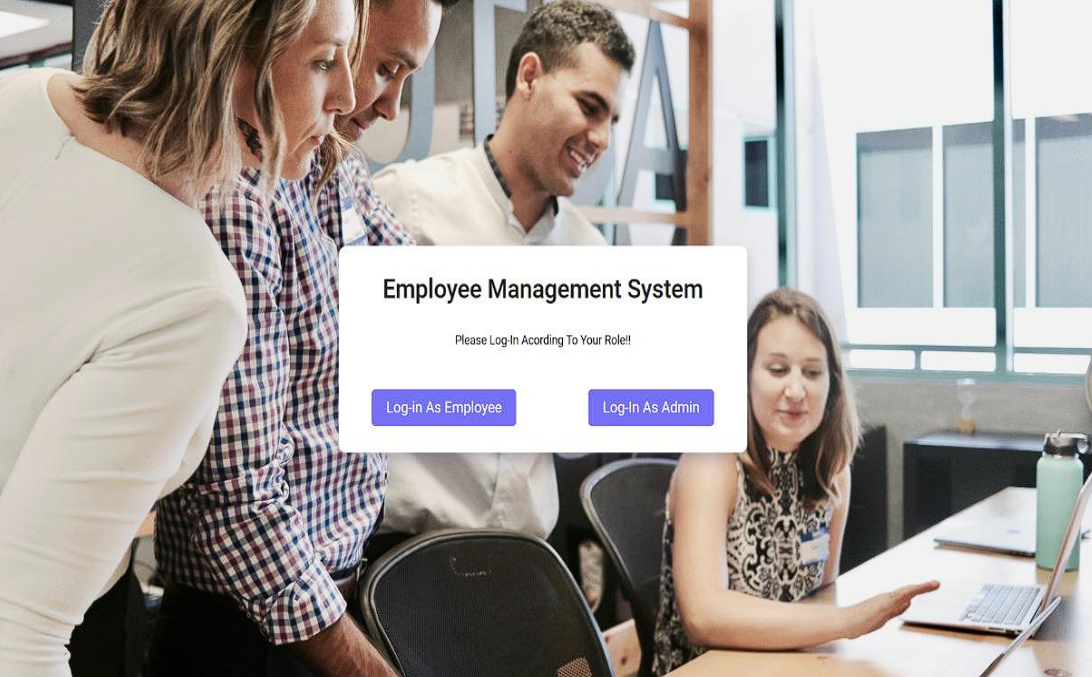 Employee Management System
Please Log-In Acording To Your Role!!
Log-in As Employee
Log-In As Admin